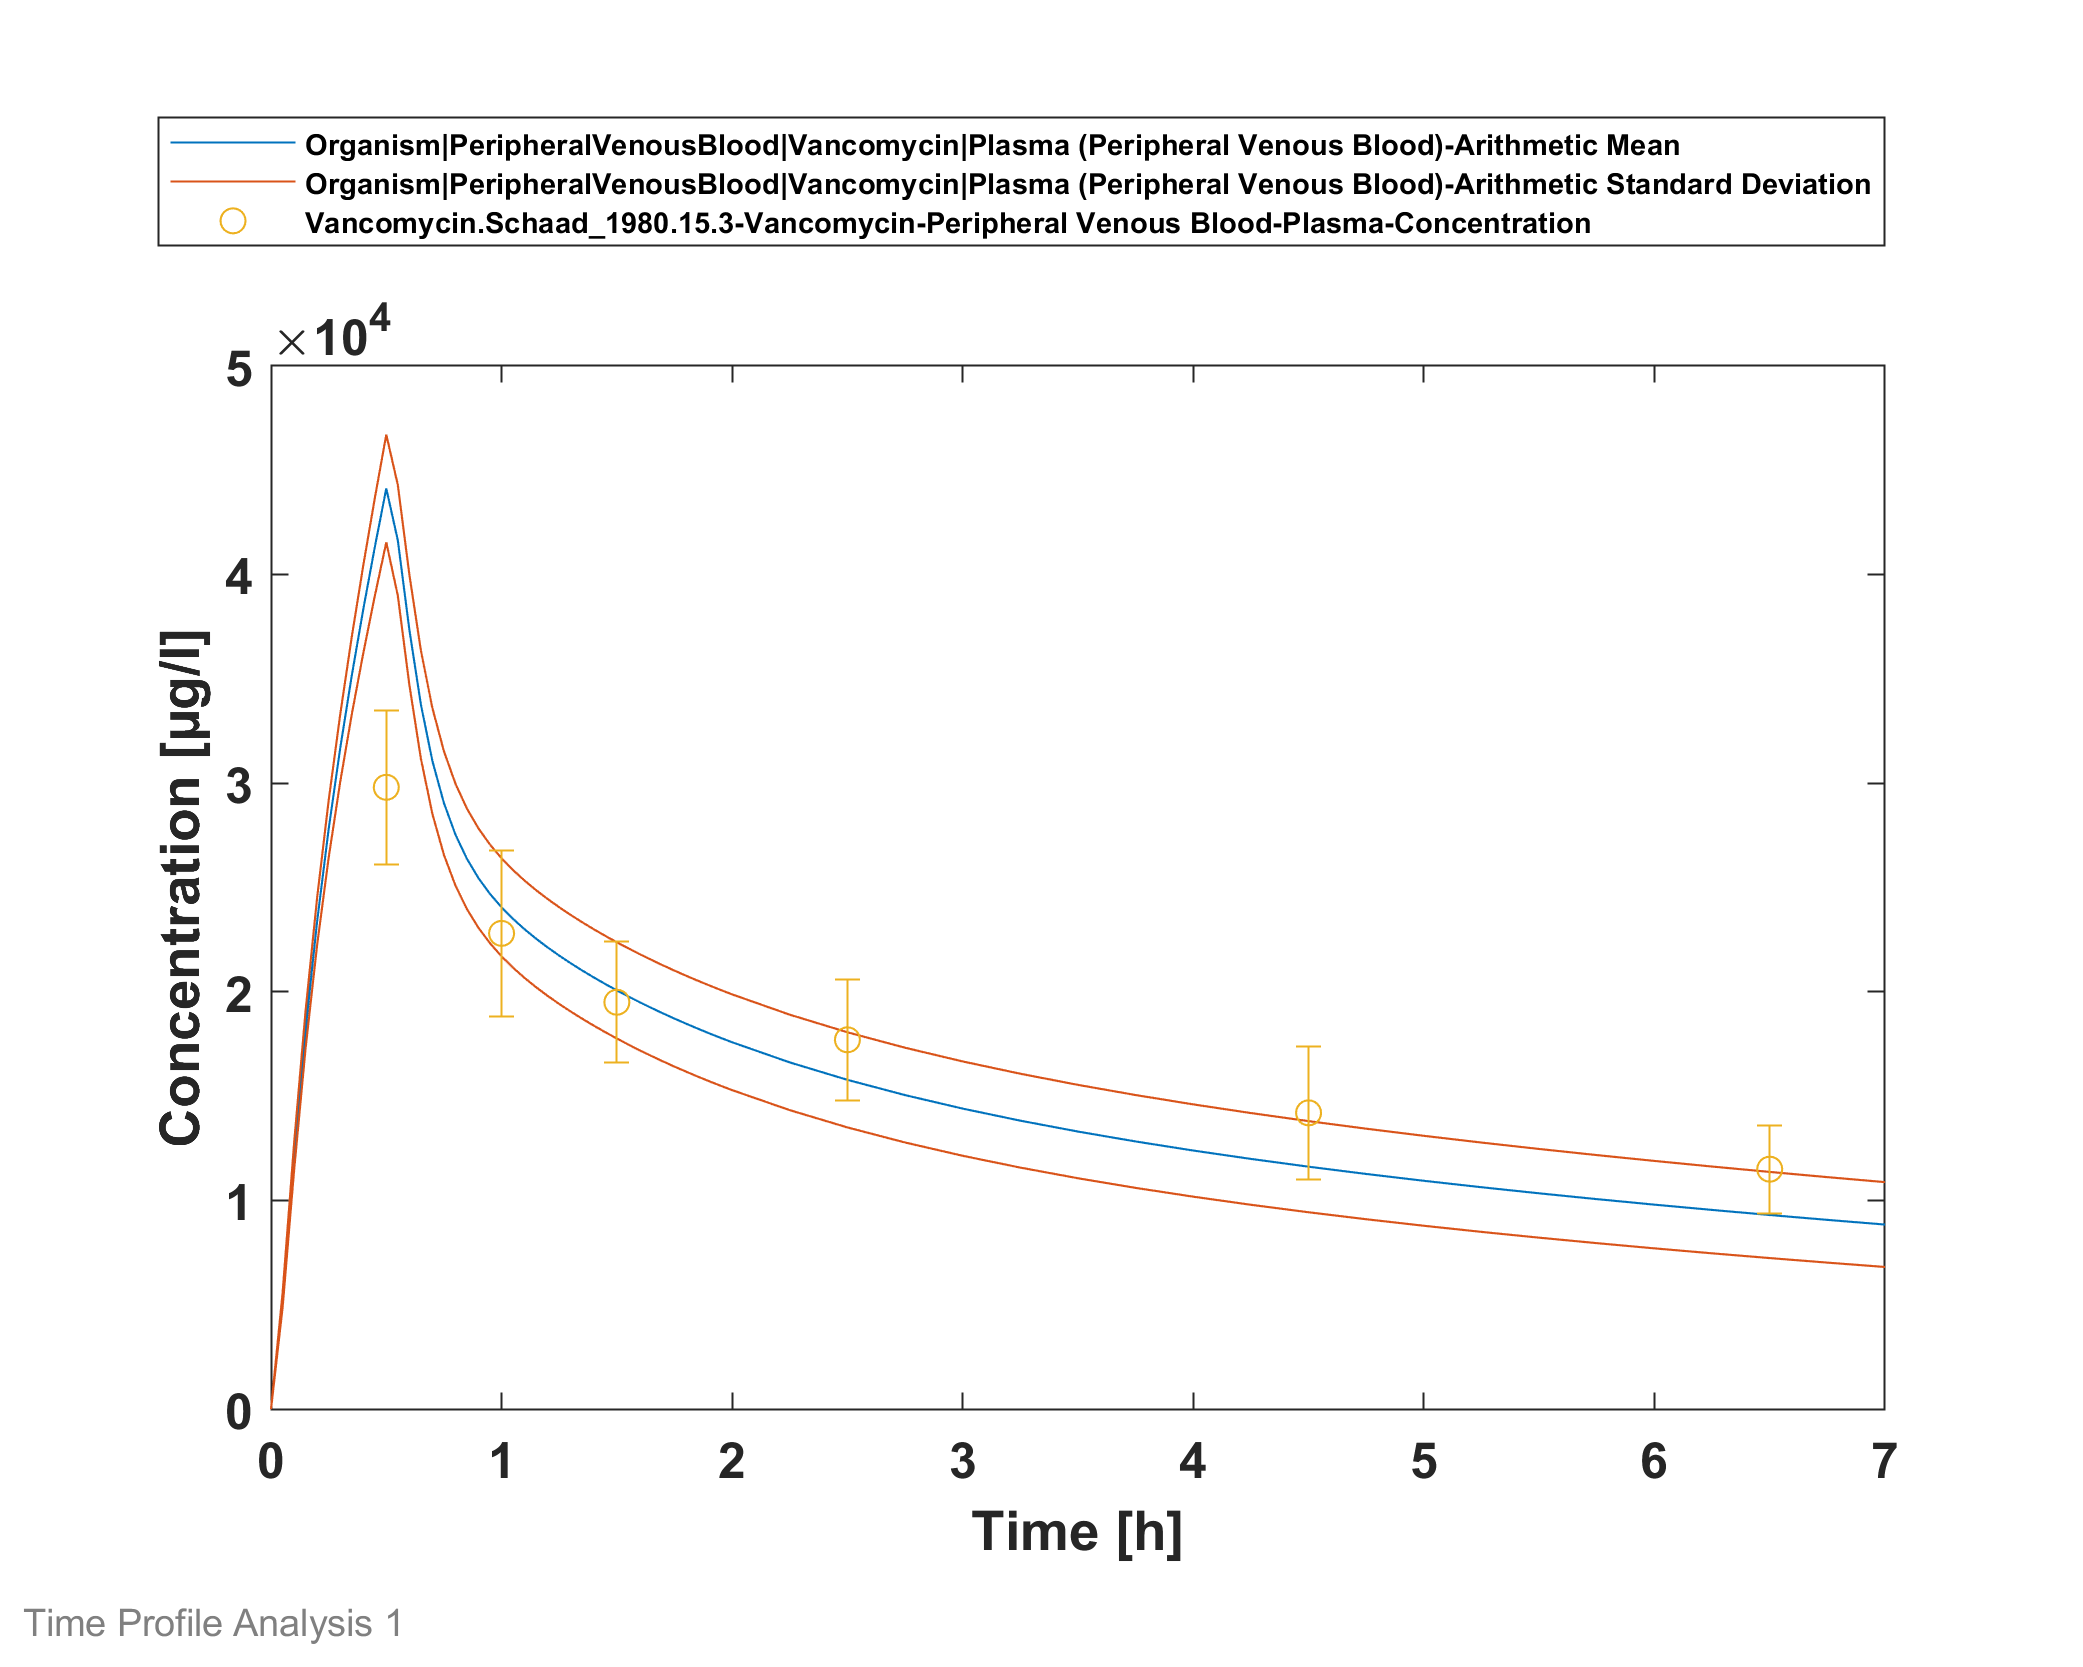 Organism|PeripheralVenousBlood|Vancomycin|Plasma (Peripheral Venous Blood)-Arithmetic Mean
Organism|PeripheralVenousBlood|Vancomycin|Plasma (Peripheral Venous Blood)-Arithmetic Standard Deviation
Vancomycin.Schaad_1980.15.3-Vancomycin-Peripheral Venous Blood-Plasma-Concentration
×10⁴
5
4
3
2
1
0
Concentration [µg/l]
0 1 2 3 4 5 6 7
Time [h]
Time Profile Analysis 1